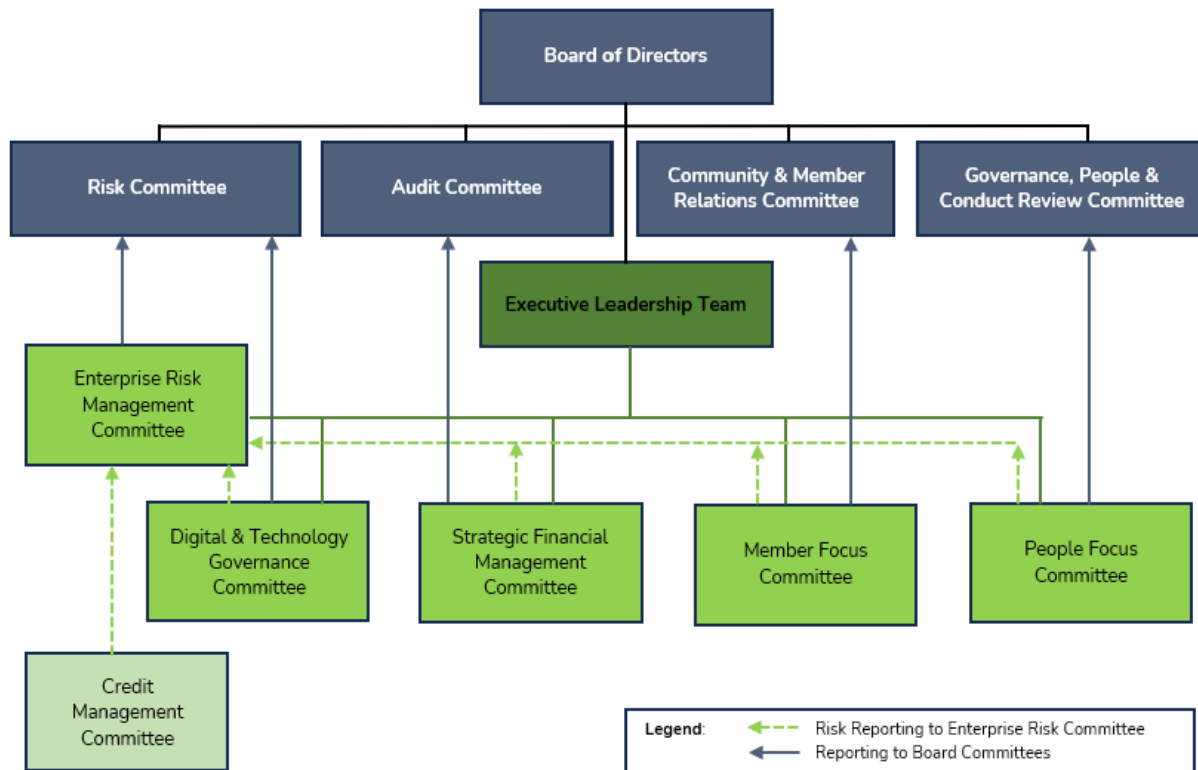 Board of Directors
Risk Committee
Audit Committee
Community & Member
Relations Committee
Governance, People &
Conduct Review Committee
Executive Leadership Team
Enterprise Risk
Management
Committee
Digital & Technology
Governance
Committee
Strategic Financial
Management
Committee
Member Focus
Committee
People Focus
Committee
Credit
Management
Committee
Legend:
Risk Reporting to Enterprise Risk Committee
Reporting to Board Committees